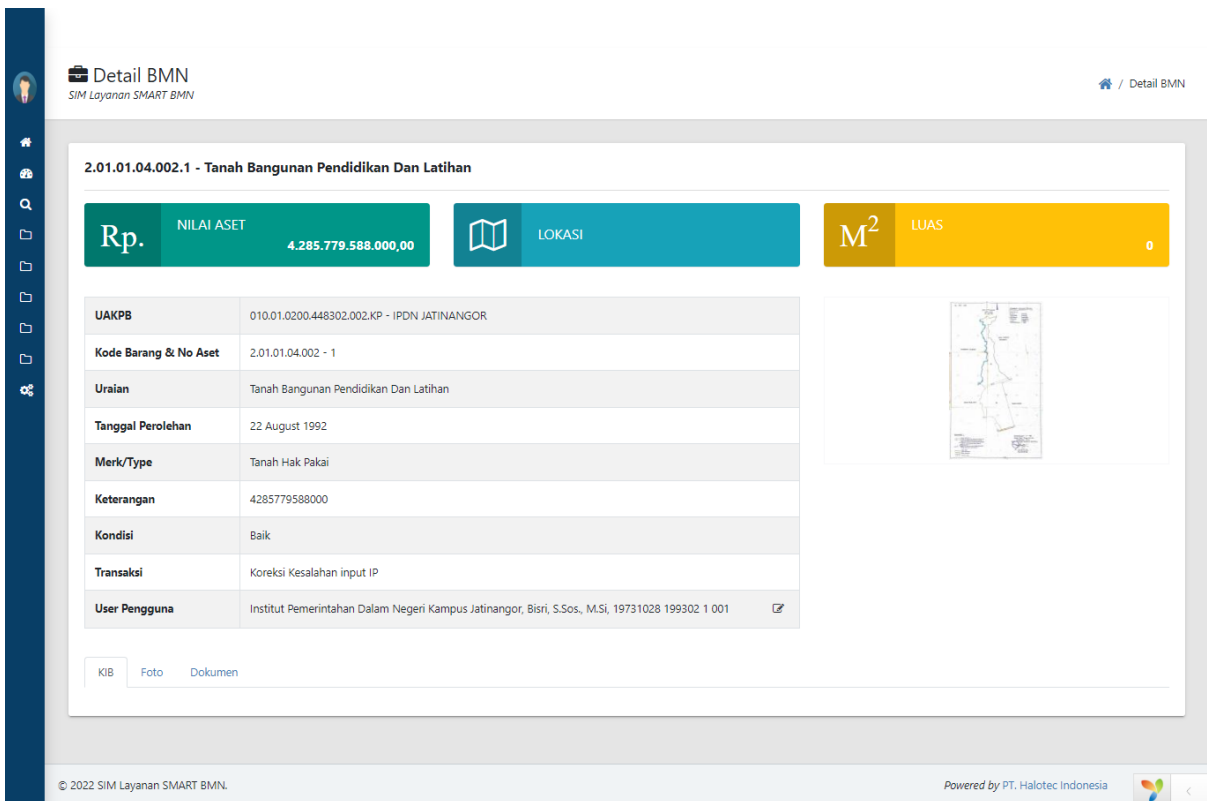 Detail BMN
SIM Layanan SMART BMN
/ Detail BMN
2.01.01.04.002.1 - Tanah Bangunan Pendidikan Dan Latihan
Rp.
NILAI ASET
4.285.779.588.000,00
LOKASI
M²
LUAS
0
UAKPB 010.01.0200.448302.002.KP - IPDN JATINANGOR
Kode Barang & No Aset 2.01.01.04.002 - 1
Uraian Tanah Bangunan Pendidikan Dan Latihan
Tanggal Perolehan 22 August 1992
Merk/Type Tanah Hak Pakai
Keterangan 4285779588000
Kondisi Baik
Transaksi Koreksi Kesalahan input IP
User Pengguna Institut Pemerintahan Dalam Negeri Kampus Jatinangor, Bisri, S.Sos., M.Si, 19731028 199302 1 001
KIB Foto Dokumen
© 2022 SIM Layanan SMART BMN.
Powered by PT. Halotec Indonesia